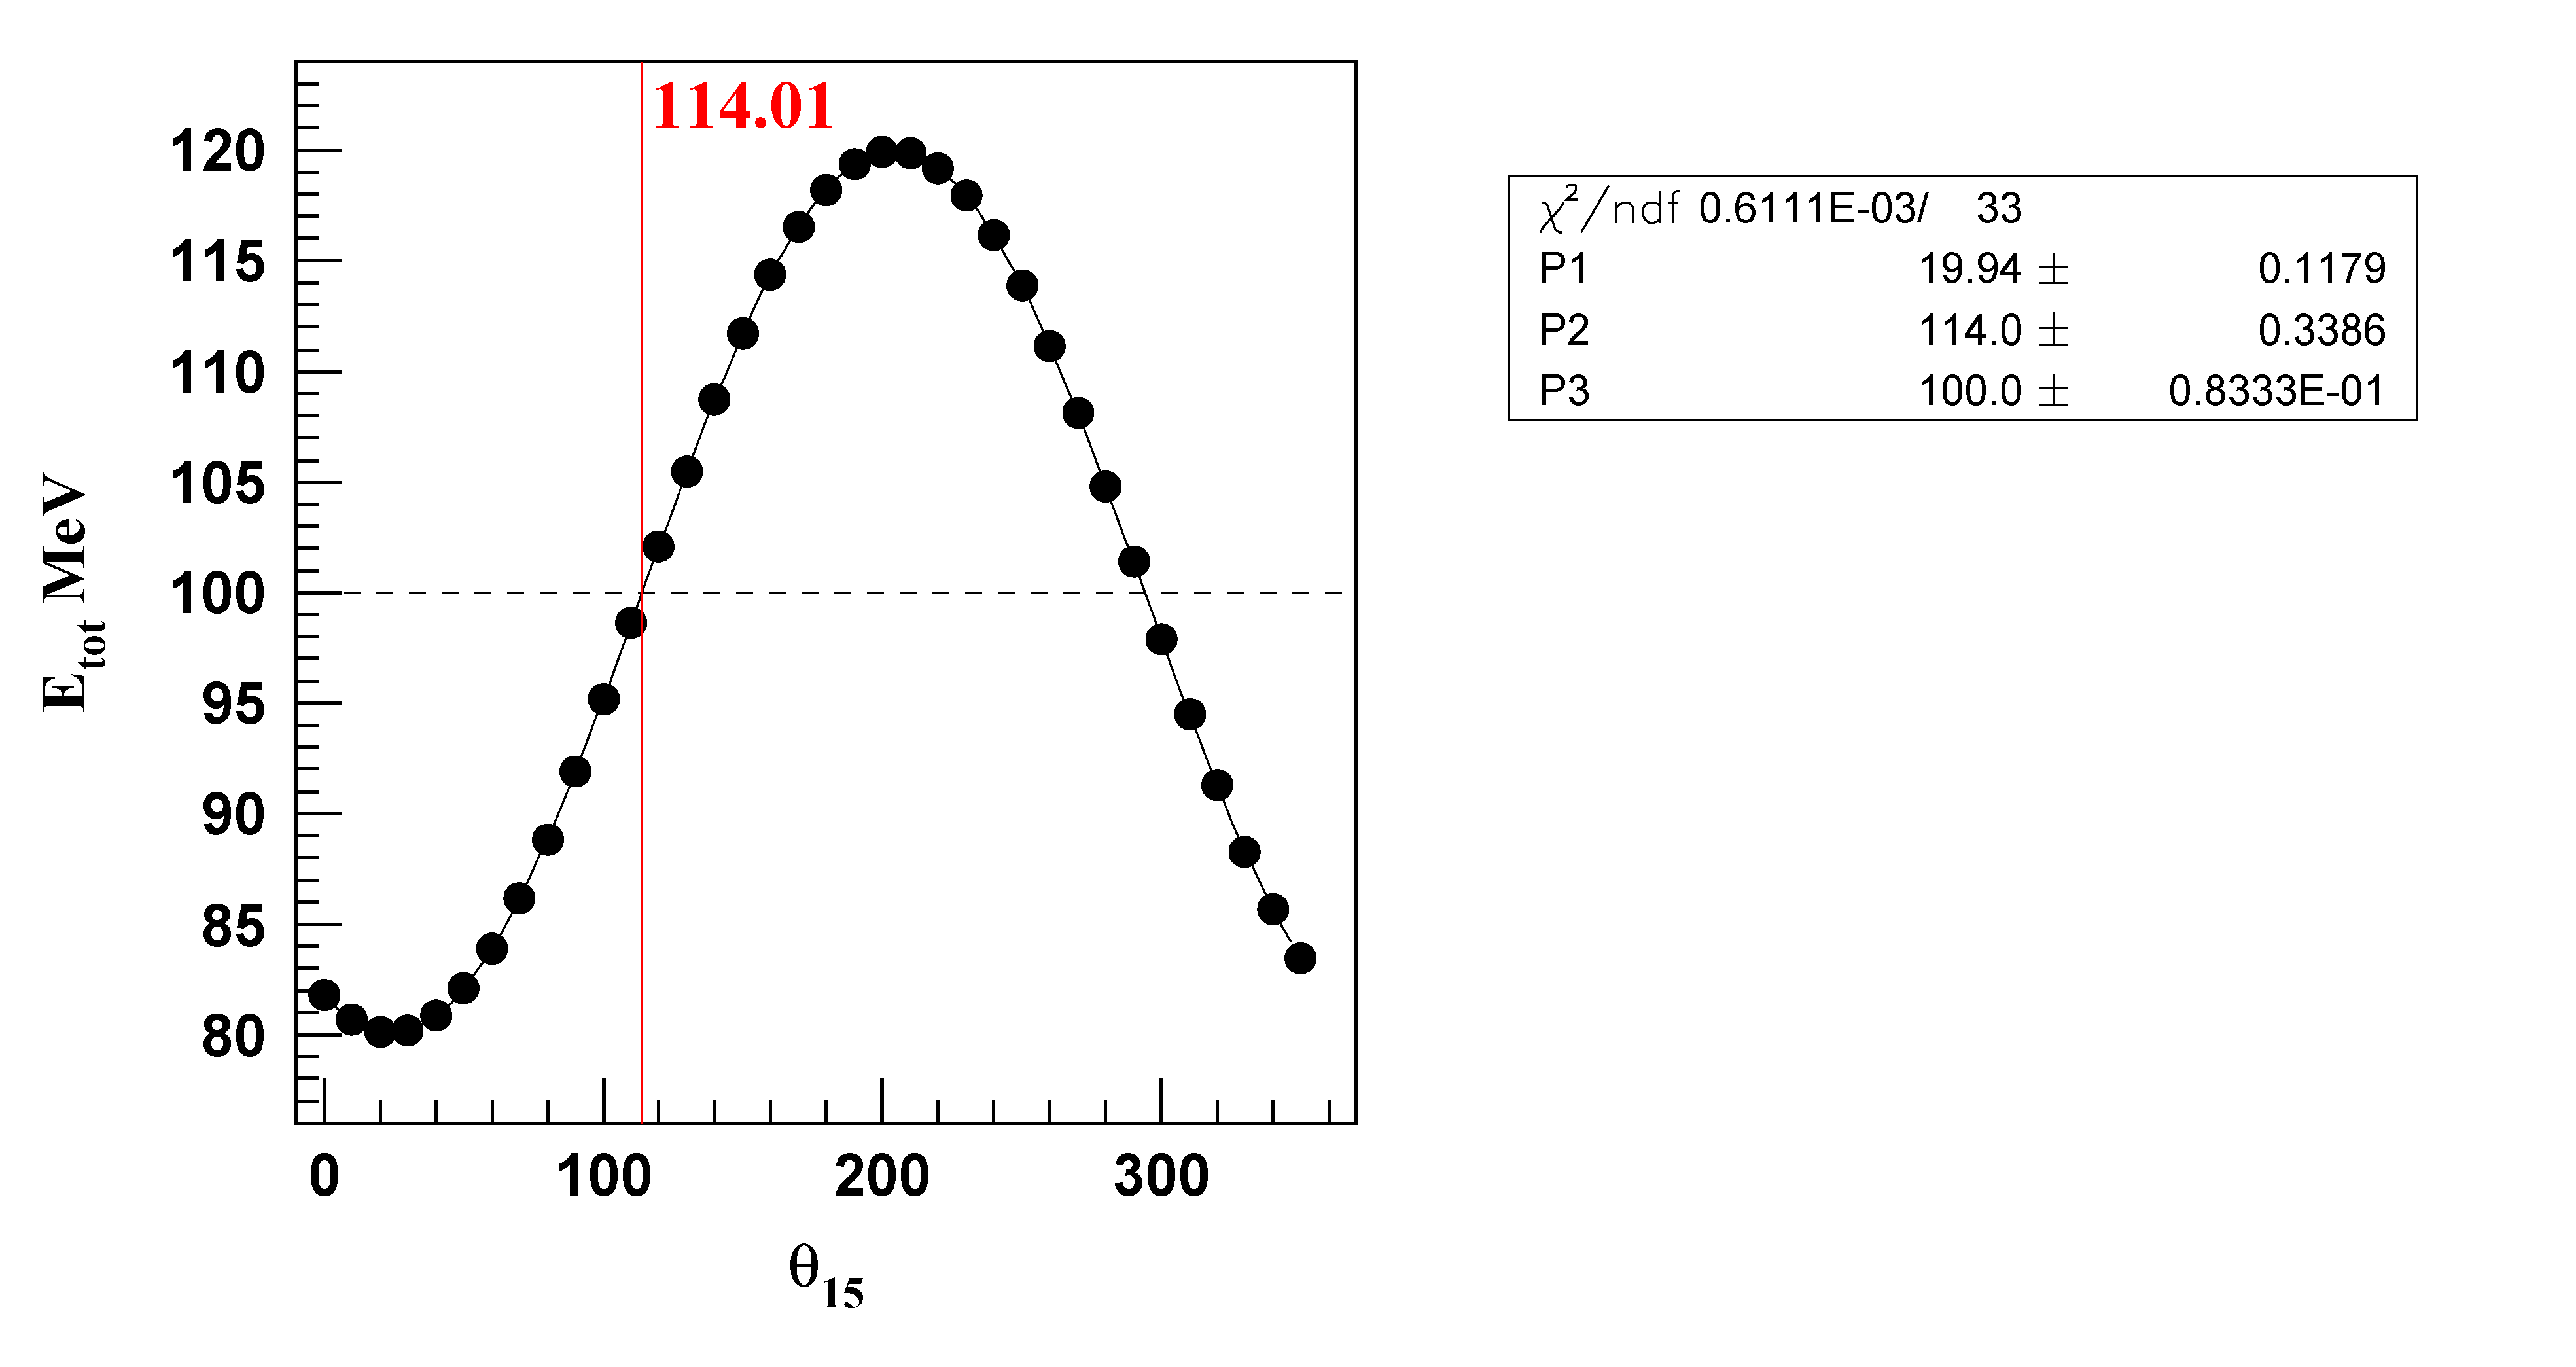 114.01
120
115
110
105
100
95
90
85
80
E_tot MeV
0 100 200 300
θ_15
χ²/ndf 0.6111E-03/ 33
P1 19.94 ± 0.1179
P2 114.0 ± 0.3386
P3 100.0 ± 0.8333E-01